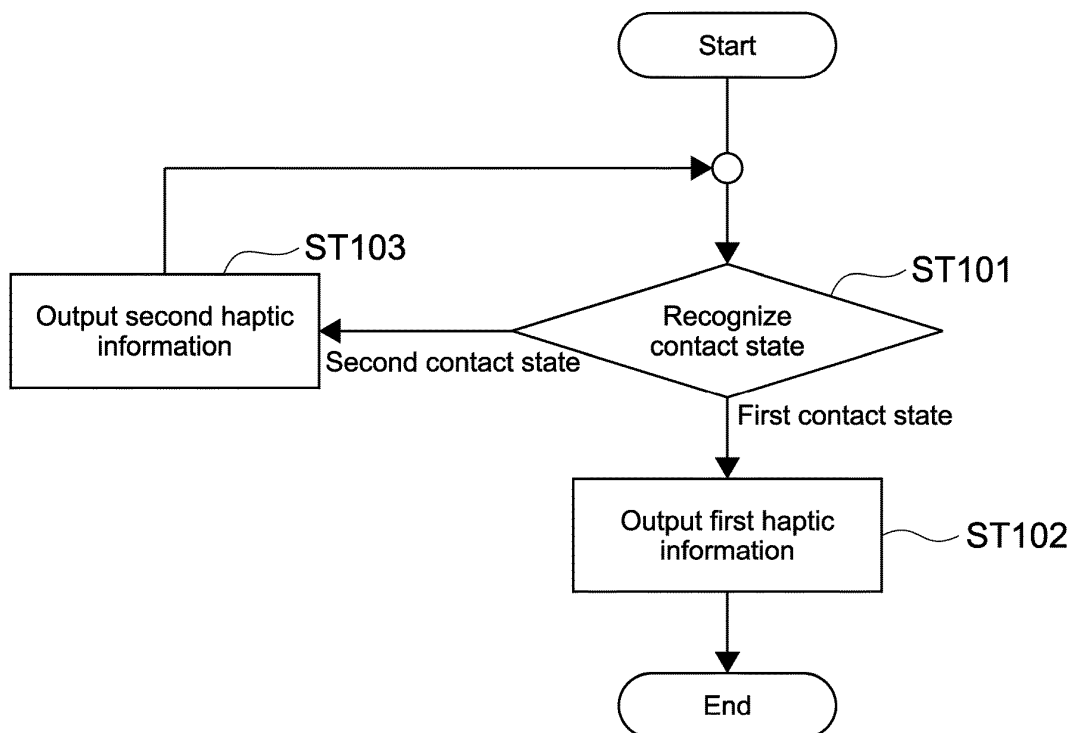 Start
ST103
ST101
Output second haptic
information
Recognize
contact state
Second contact state
First contact state
Output first haptic
information
ST102
End